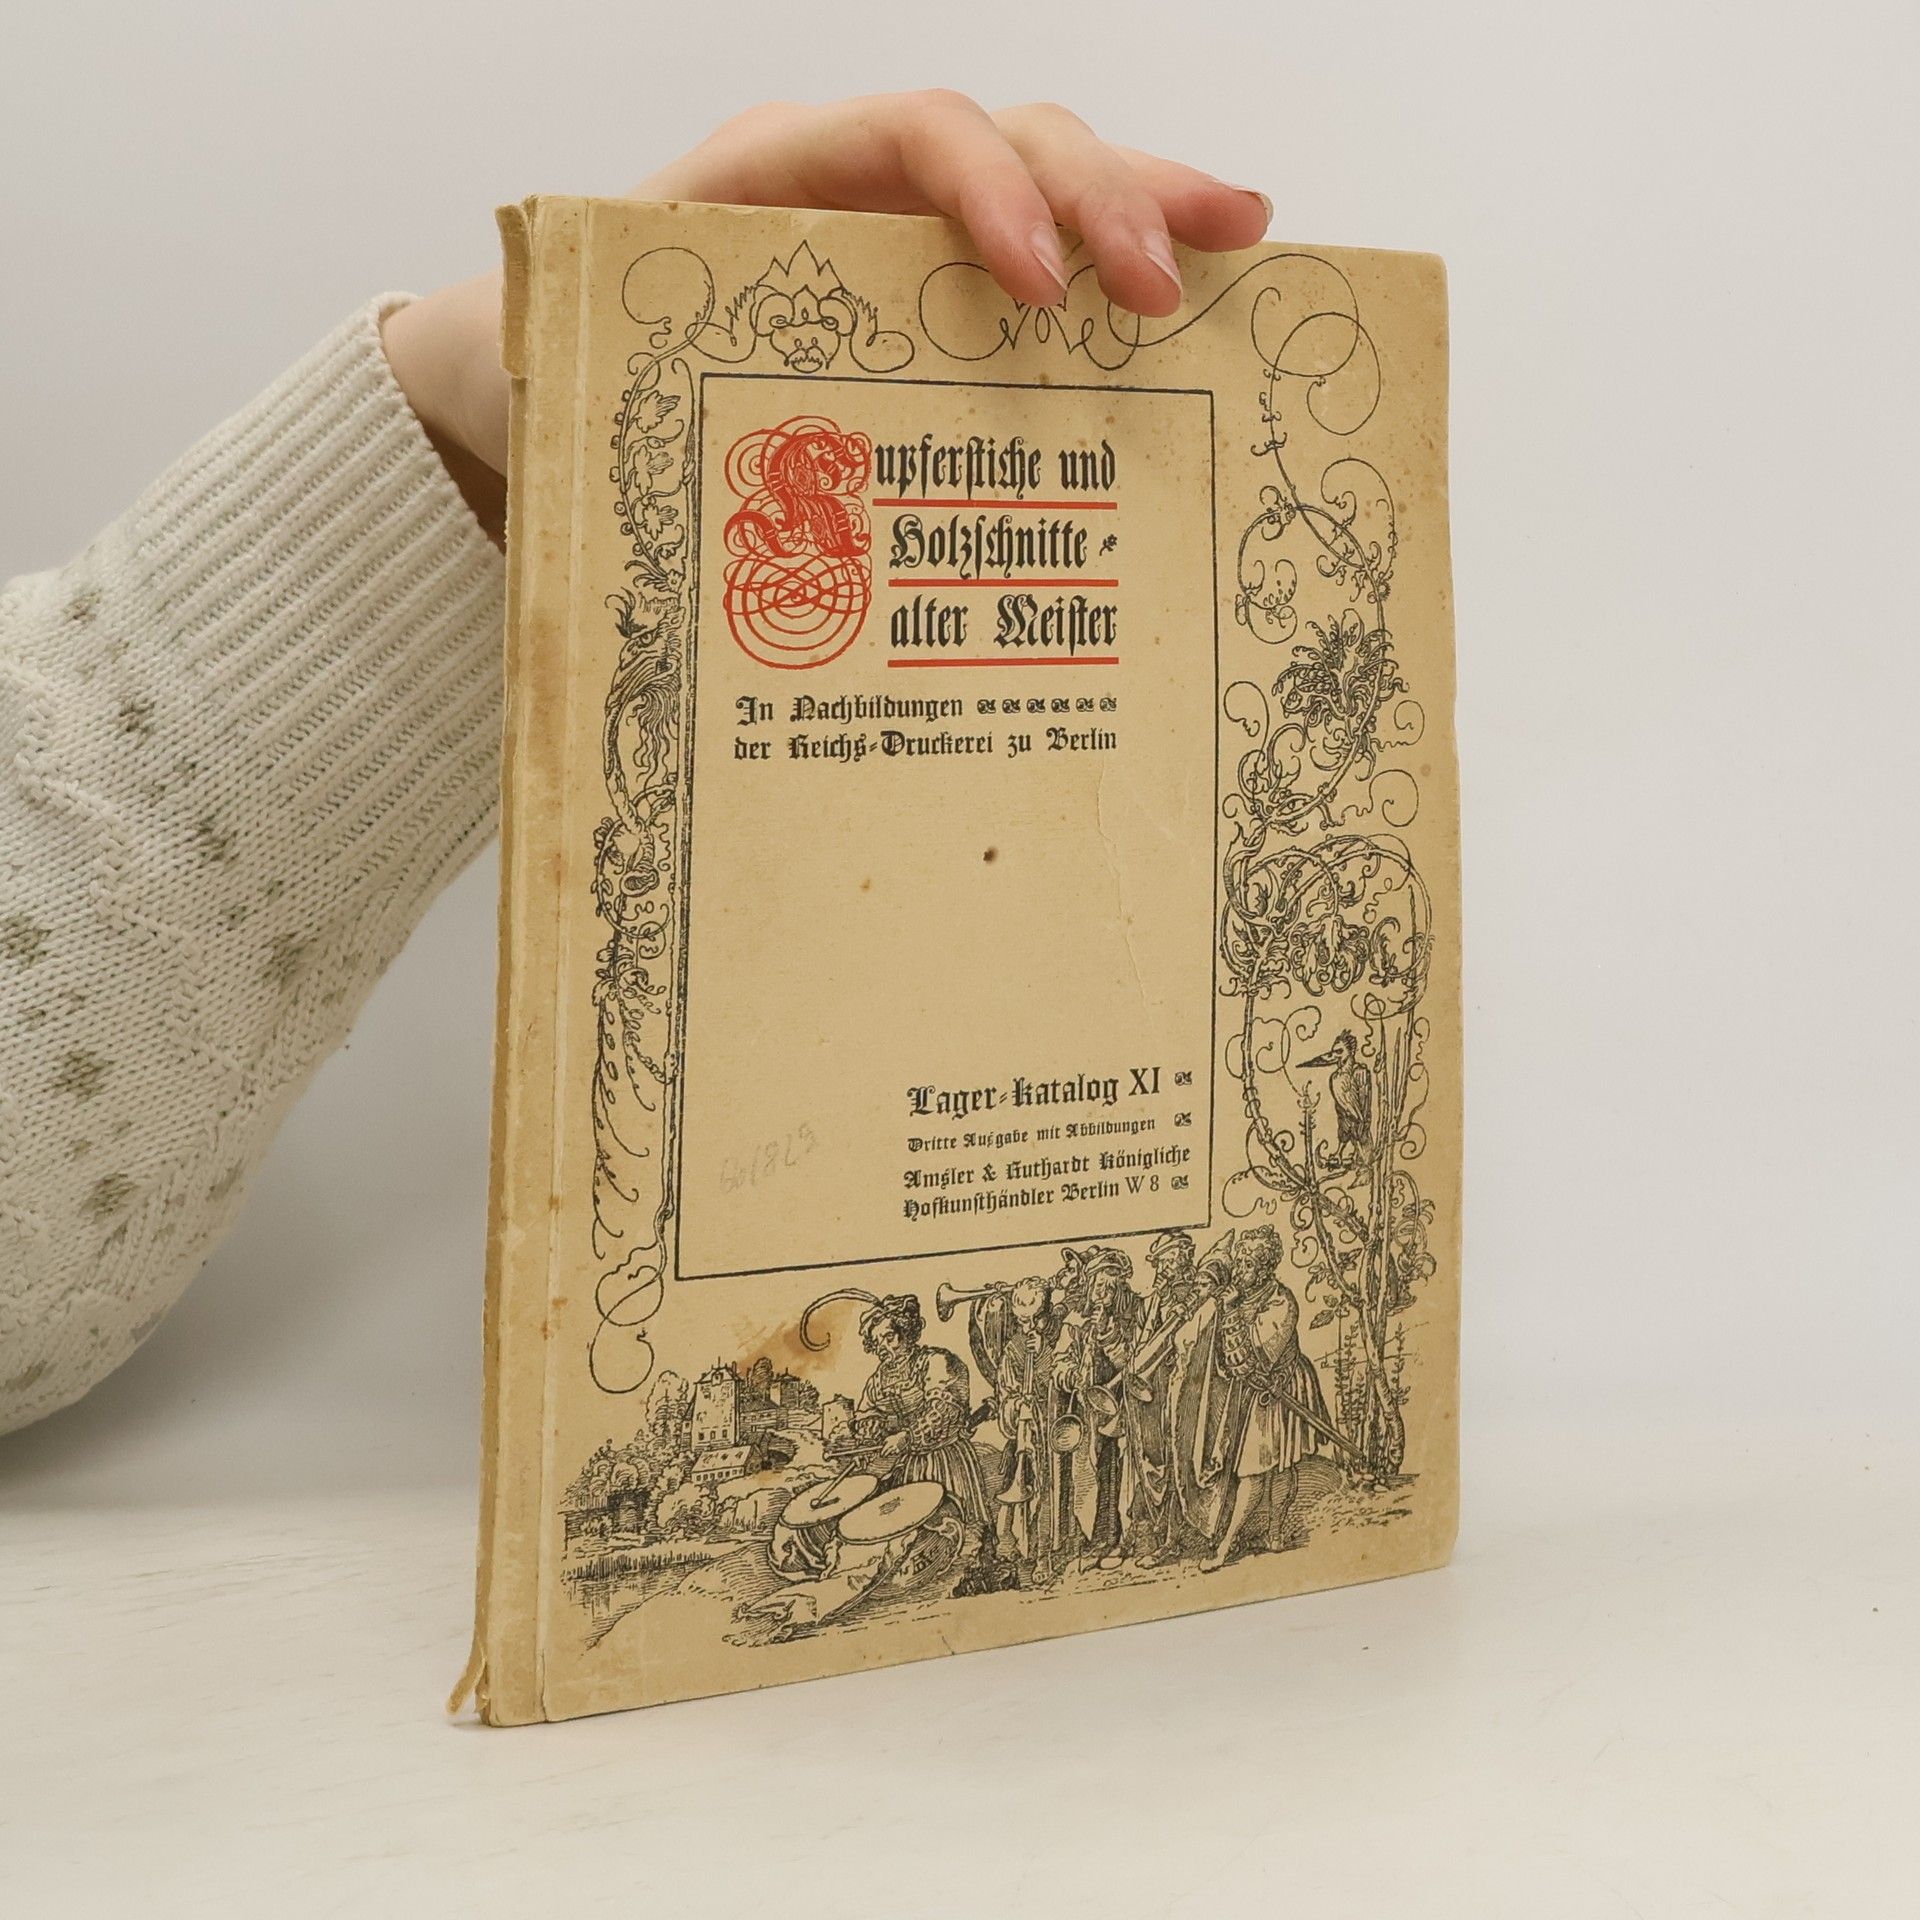 Kupferstiche und
Holzschnitte
alter Meister
In Nachbildungen
der Reichs-Druckerei zu Berlin
Lager-Katalog XI
Dritte Ausgabe mit Abbildungen
Amsler & Ruthardt Königliche
Hofkunsthändler Berlin W 8